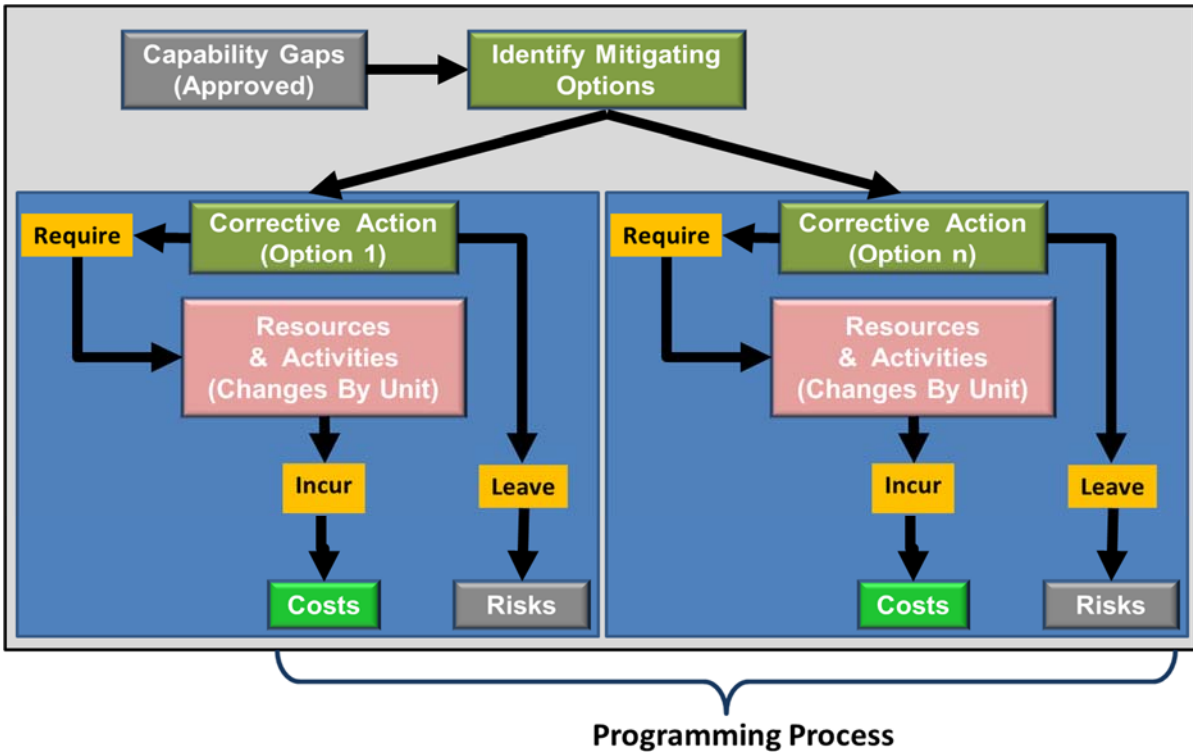 Capability Gaps
(Approved)
Identify Mitigating
Options
Require
Corrective Action
(Option 1)
Resources
& Activities
(Changes By Unit)
Incur
Leave
Costs
Risks
Require
Corrective Action
(Option n)
Resources
& Activities
(Changes By Unit)
Incur
Leave
Costs
Risks
Programming Process